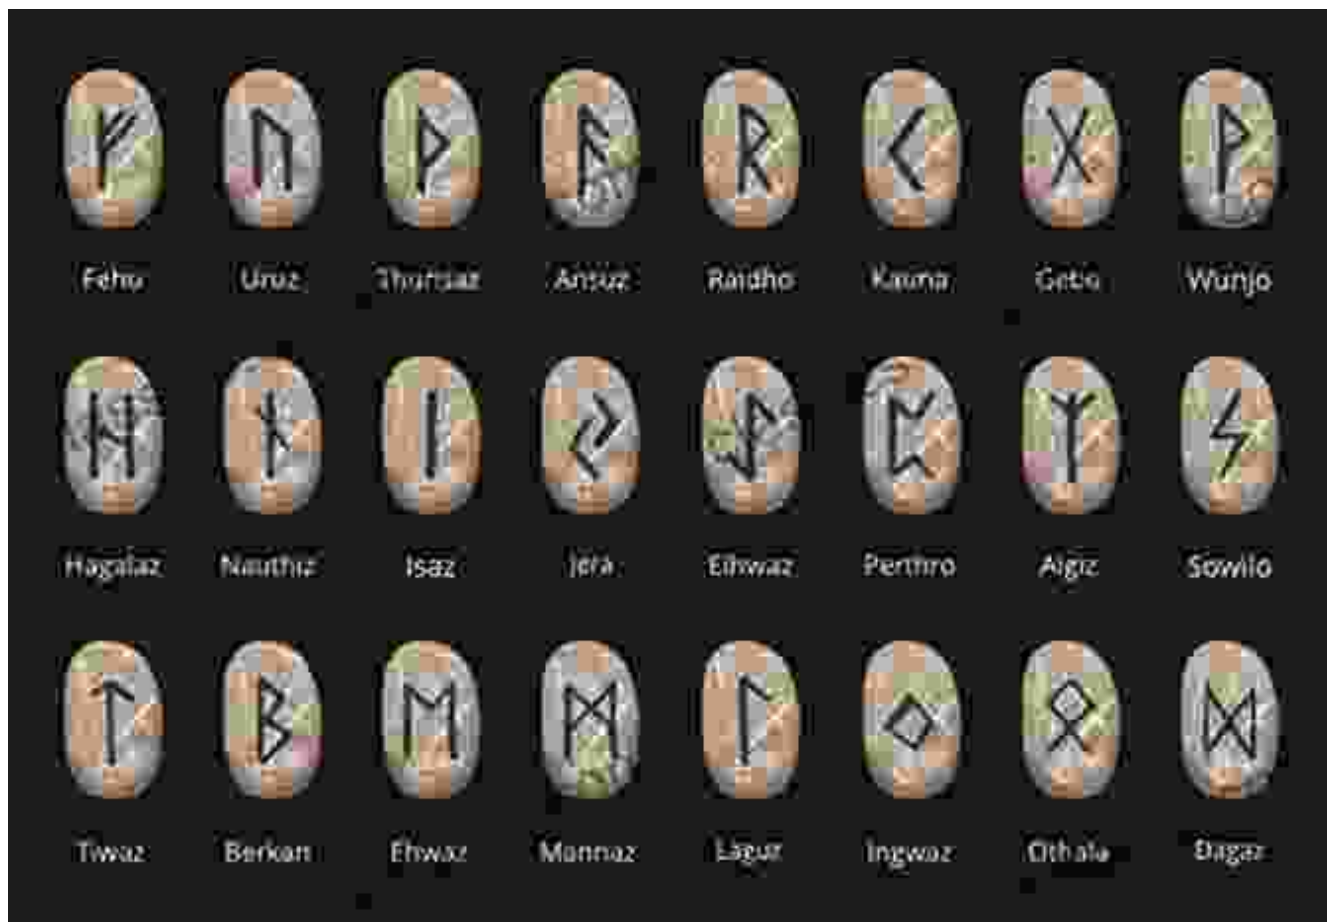 ᚠ ᚢ ᚦ ᚨ ᚱ ᚲ ᚷ ᚹ
Fehu Uruz Thurisaz Ansuz Raidho Kauna Gebo Wunjo
ᚻ ᚾ ᛁ ᛃ ᛇ ᛈ ᛉ ᛋ
Hagalaz Nauthiz Isaz Jera Eihwaz Perthro Algiz Sowilo
ᛏ ᛒ ᛖ ᛗ ᛚ ᛜ ᛟ ᛞ
Tiwaz Berkan Ehwaz Mannaz Laguz Ingwaz Othala Dagaz